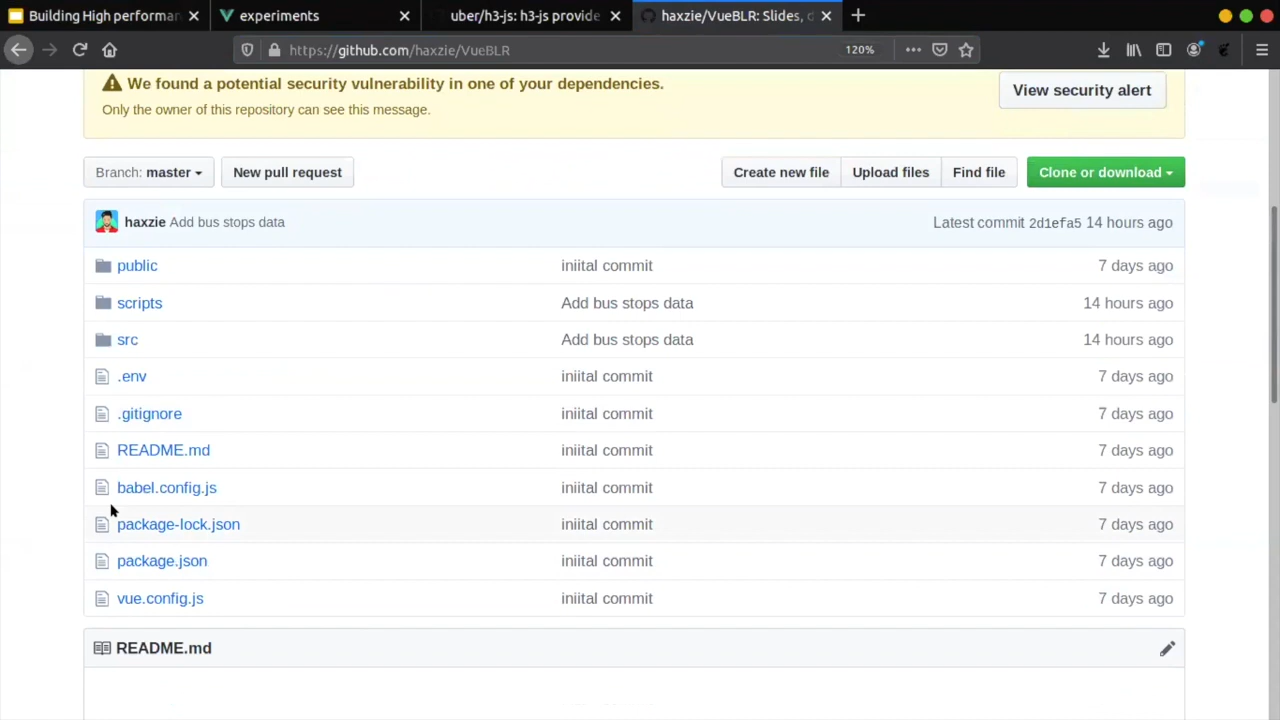 Building High performan
experiments
uber/h3-js: h3-js provide
haxzie/VueBLR: Slides, d
https://github.com/haxzie/VueBLR
120%
We found a potential security vulnerability in one of your dependencies.
Only the owner of this repository can see this message.
View security alert
Branch: master
New pull request
Create new file
Upload files
Find file
Clone or download
haxzie Add bus stops data
Latest commit 2d1efa5 14 hours ago
public iniital commit 7 days ago
scripts Add bus stops data 14 hours ago
src Add bus stops data 14 hours ago
.env iniital commit 7 days ago
.gitignore iniital commit 7 days ago
README.md iniital commit 7 days ago
babel.config.js iniital commit 7 days ago
package-lock.json iniital commit 7 days ago
package.json iniital commit 7 days ago
vue.config.js iniital commit 7 days ago
README.md